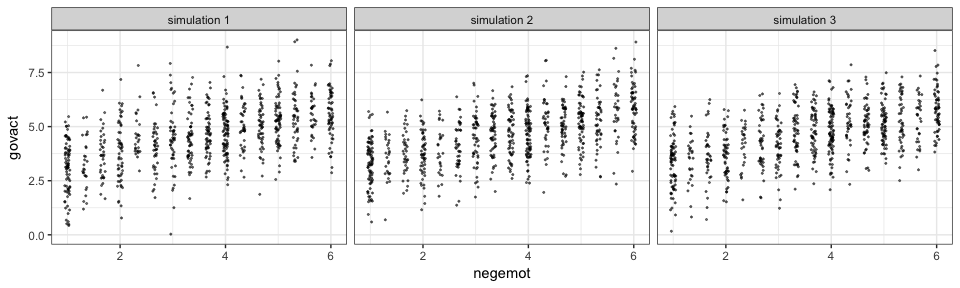 simulation 1 simulation 2 simulation 3
7.5
5.0
2.5
0.0
govact
2 4 6 2 4 6 2 4 6
negemot